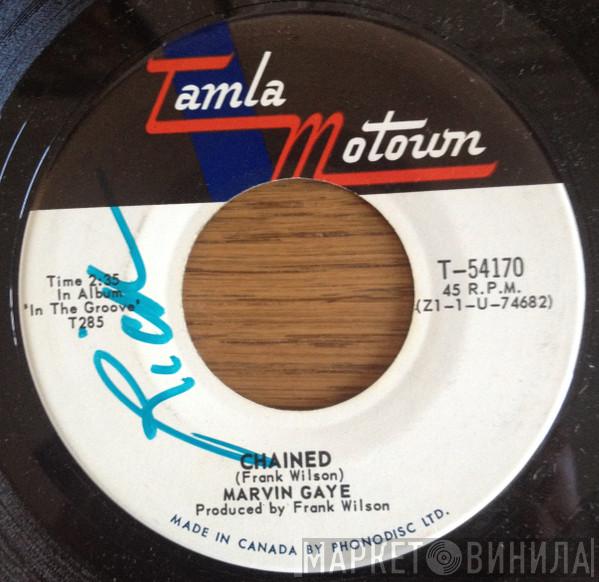 Tamla
Motown
Time 2:35
In Album
"In The Groove"
T285
Rick
T-54170
45 R.P.M.
(Z1-1-U-74682)
CHAINED
(Frank Wilson)
MARVIN GAYE
Produced by Frank Wilson
MADE IN CANADA BY PHONODISC LTD.
МАРКЕТ ВИНИЛА